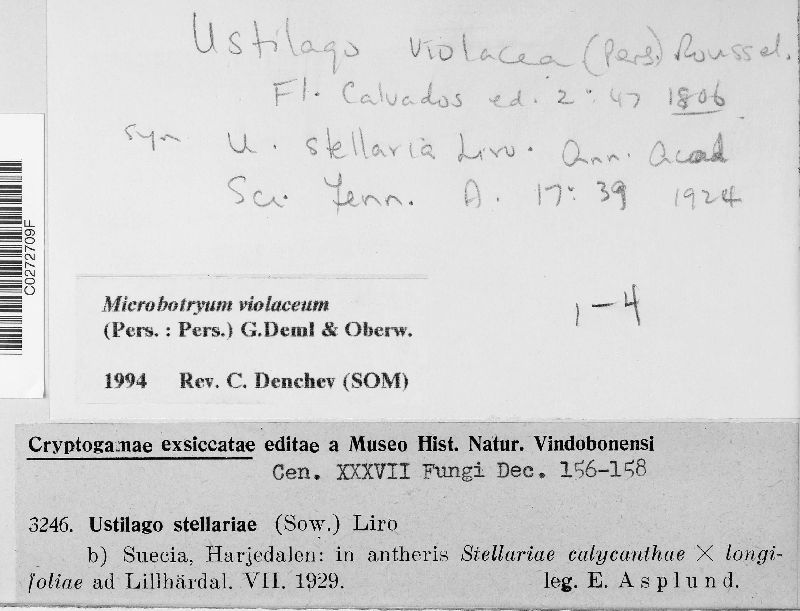 Ustilago violacea (Pers.) Roussel.
Fl. Calvados ed. 2: 47 1806
Syn U. stellaria Liro. Ann. Acad
Sci. Fenn. A. 17: 39 1924
1-4
C0272709F
Microbotryum violaceum
(Pers. : Pers.) G.Deml & Oberw.
1994 Rev. C. Denchev (SOM)
Cryptogamae exsiccatae editae a Museo Hist. Natur. Vindobonensi
Cen. XXXVII Fungi Dec. 156-158
3246. Ustilago stellariae (Sow.) Liro
b) Suecia, Harjedalen: in antheris Stellariae calycanthae × longi-
foliae ad Lillhärdal. VII. 1929. leg. E. Asplund.